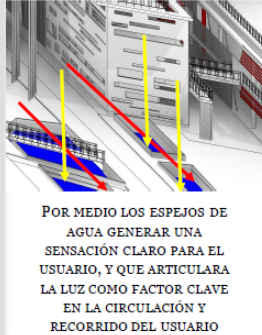 POR MEDIO LOS ESPEJOS DE
AGUA GENERAR UNA
SENSACIÓN CLARO PARA EL
USUARIO, Y QUE ARTICULARA
LA LUZ COMO FACTOR CLAVE
EN LA CIRCULACIÓN Y
RECORRIDO DEL USUARIO